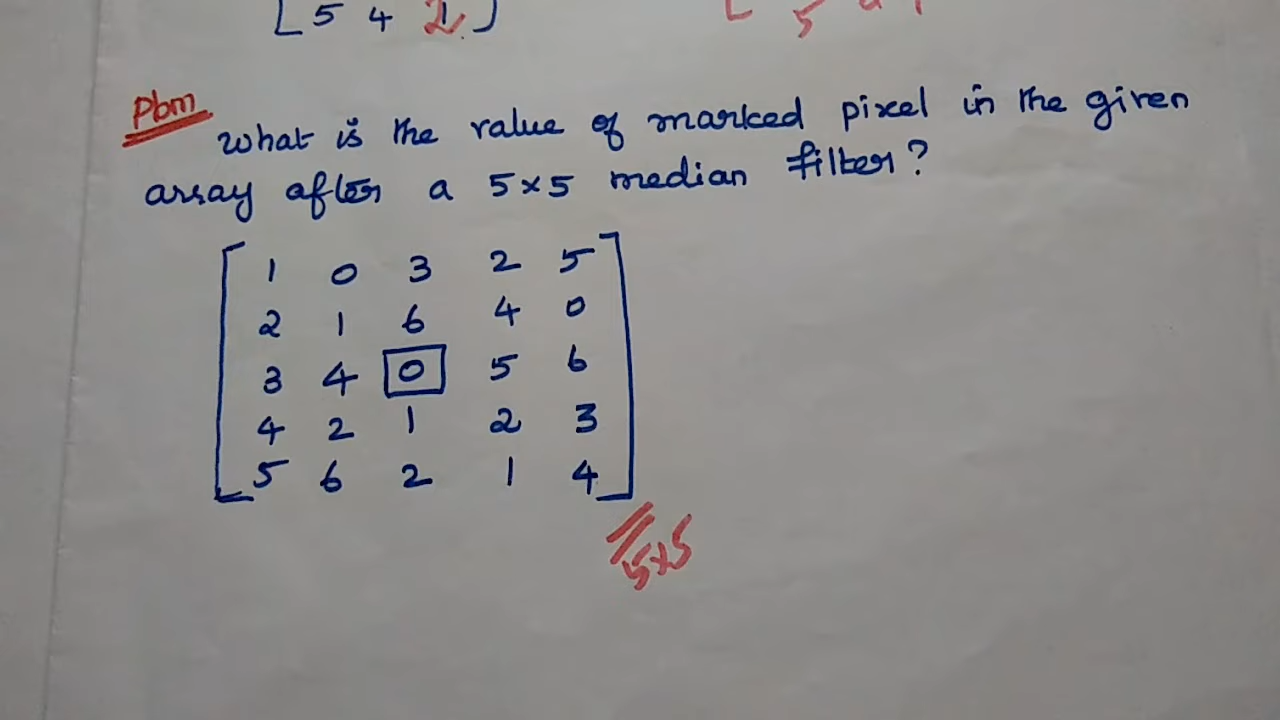 [5 4 2]
Pbm
What is the value of marked pixel in the given
array after a 5×5 median filter?
1 0 3 2 5
2 1 6 4 0
3 4 0 5 6
4 2 1 2 3
5 6 2 1 4
5×5